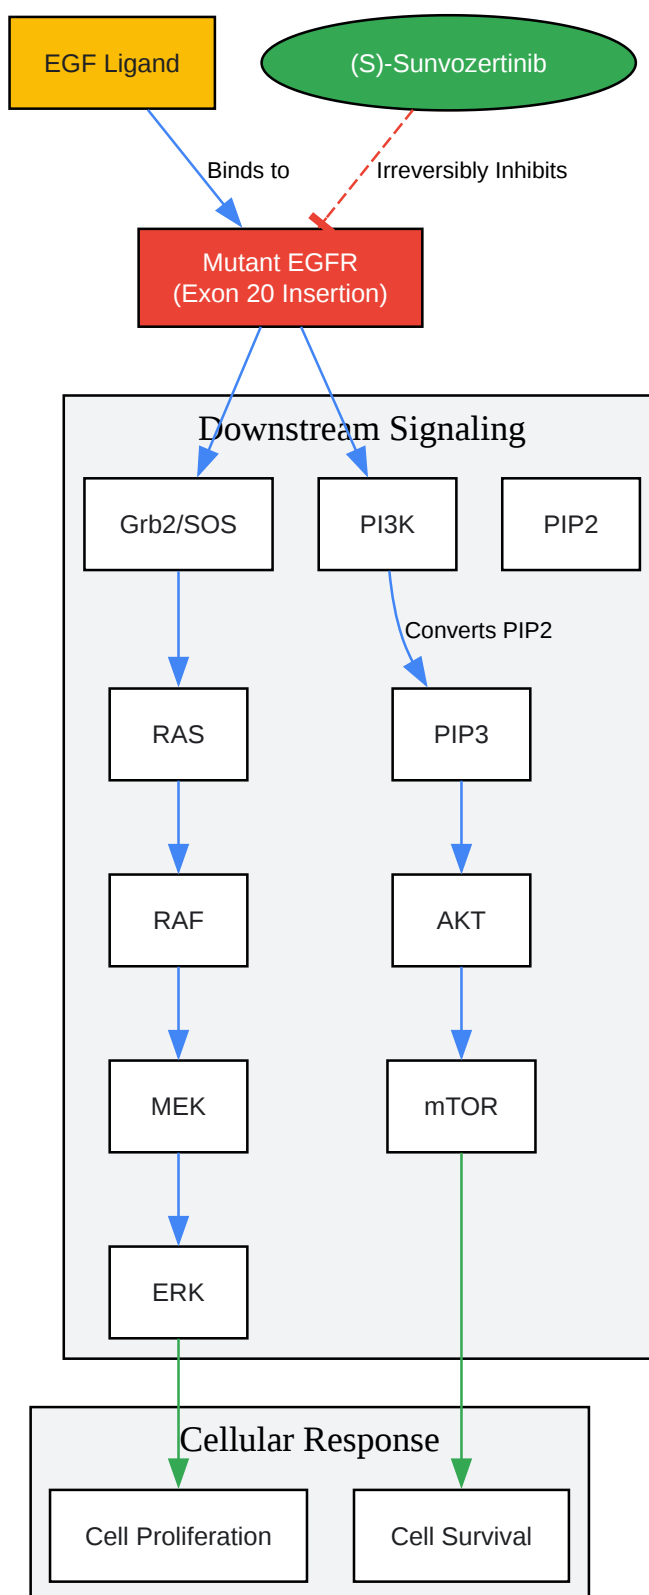 EGF Ligand
(S)-Sunvozertinib
Binds to
Irreversibly Inhibits
Mutant EGFR
(Exon 20 Insertion)
Downstream Signaling
Grb2/SOS
PI3K
PIP2
Converts PIP2
RAS
PIP3
RAF
AKT
MEK
mTOR
ERK
Cellular Response
Cell Proliferation
Cell Survival